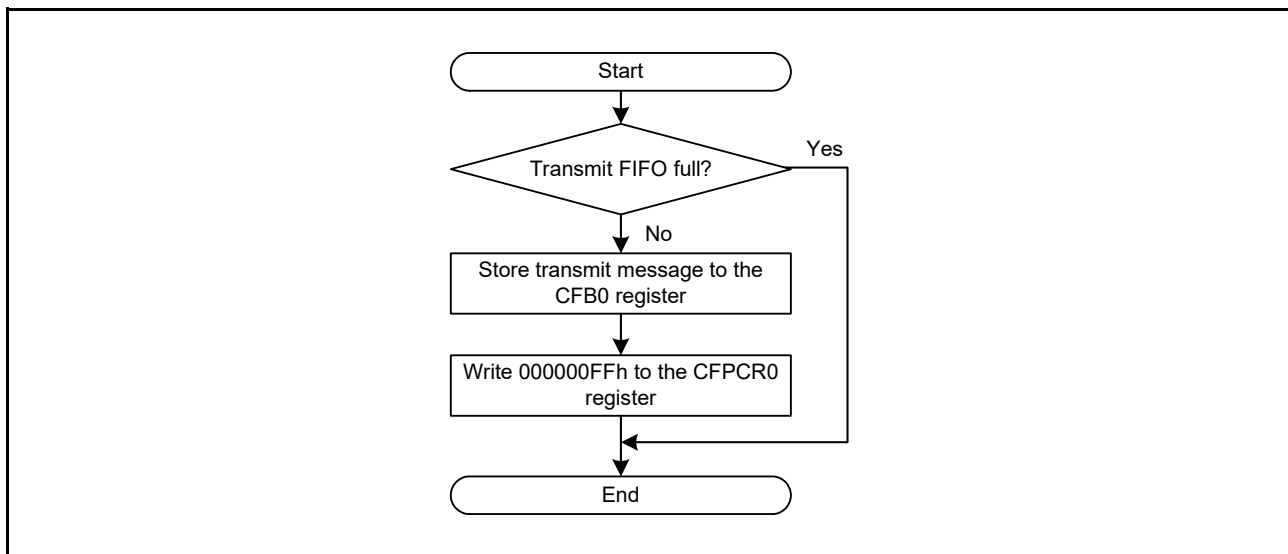 Start
Transmit FIFO full?
Yes
No
Store transmit message to the
CFB0 register
Write 000000FFh to the CFPCR0
register
End